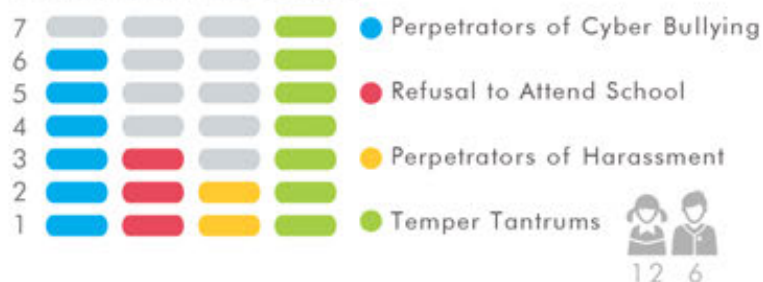 7
Perpetrators of Cyber Bullying
6
5
Refusal to Attend School
4
3
Perpetrators of Harassment
2
1
Temper Tantrums
12 6